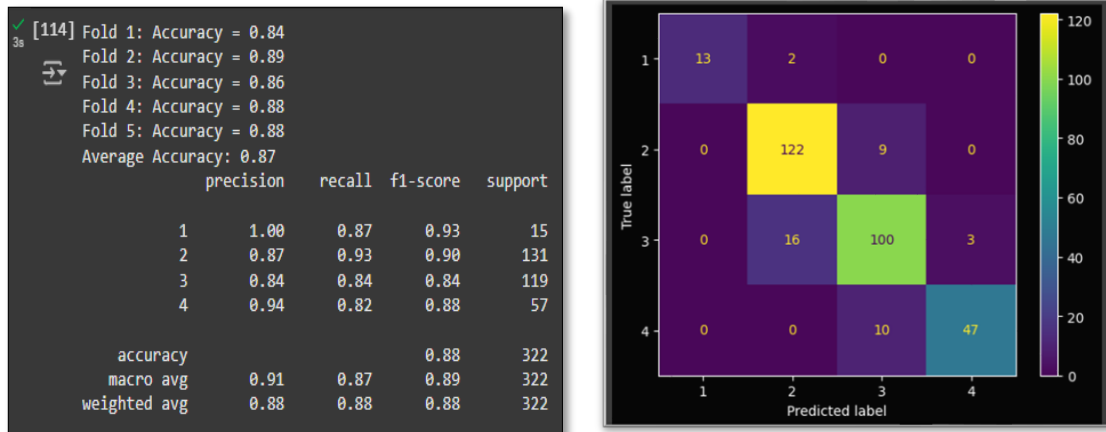 [114] Fold 1: Accuracy = 0.84
3s
Fold 2: Accuracy = 0.89
Fold 3: Accuracy = 0.86
Fold 4: Accuracy = 0.88
Fold 5: Accuracy = 0.88
Average Accuracy: 0.87
precision recall f1-score support
1 1.00 0.87 0.93 15
2 0.87 0.93 0.90 131
3 0.84 0.84 0.84 119
4 0.94 0.82 0.88 57
accuracy 0.88 322
macro avg 0.91 0.87 0.89 322
weighted avg 0.88 0.88 0.88 322
True label
1 13 2 0 0
2 0 122 9 0
3 0 16 100 3
4 0 0 10 47
1 2 3 4
Predicted label
120
100
80
60
40
20
0